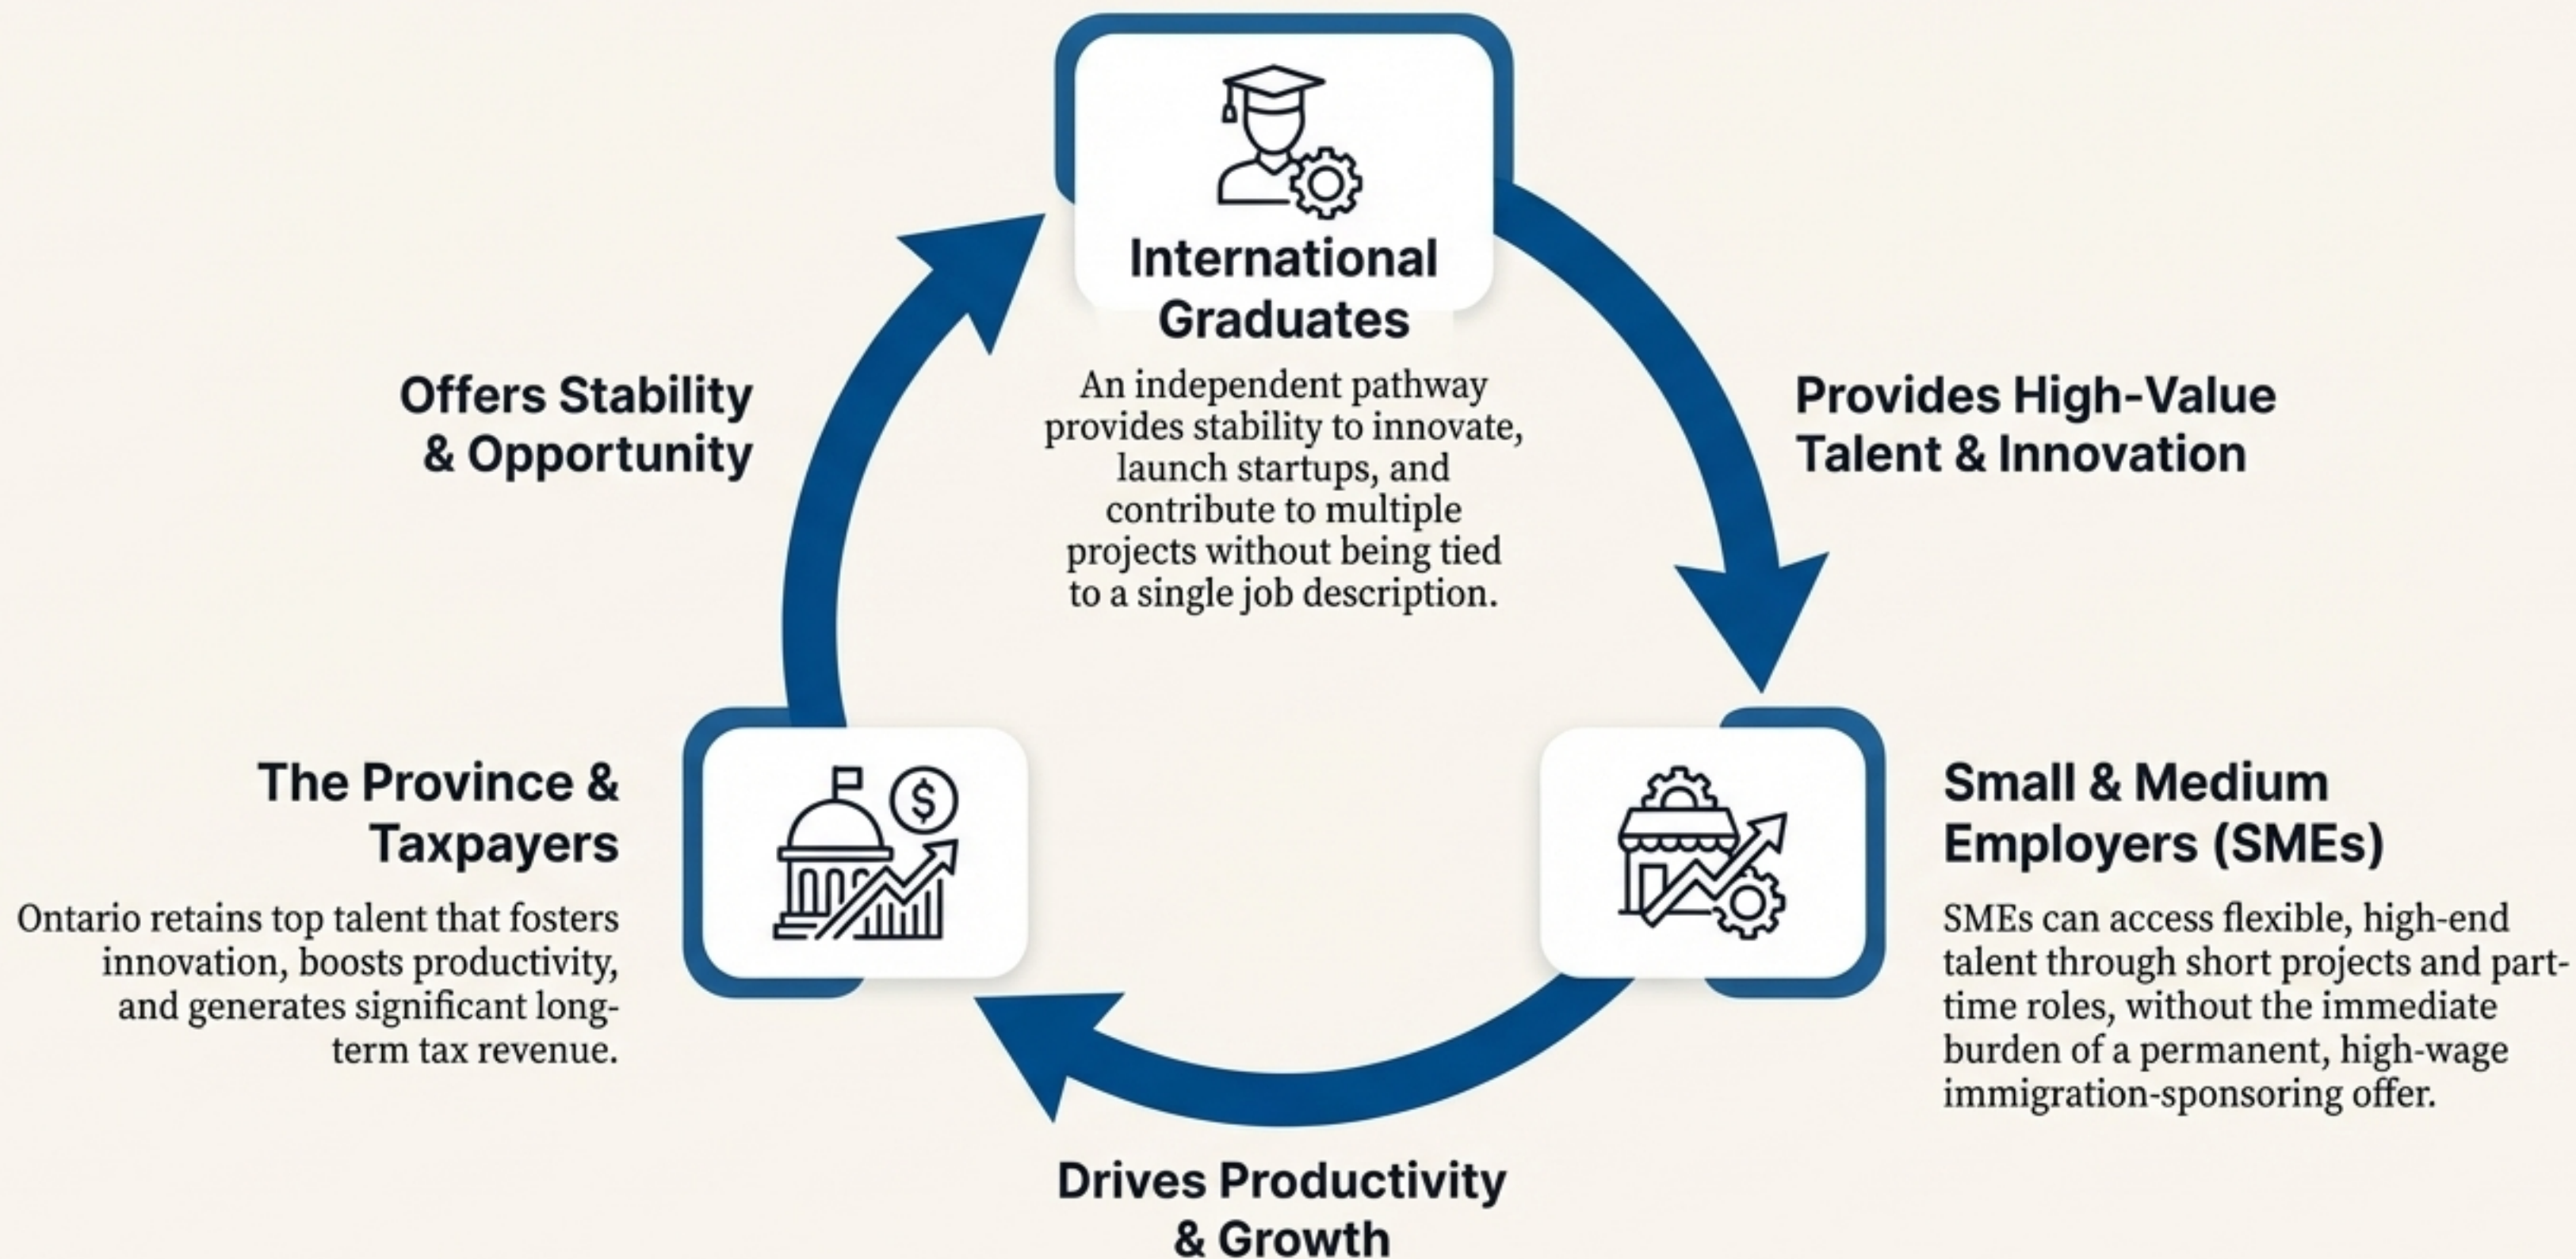 International
Graduates
An independent pathway
provides stability to innovate,
launch startups, and
contribute to multiple
projects without being tied
to a single job description.
Offers Stability
& Opportunity
Provides High-Value
Talent & Innovation
The Province &
Taxpayers
Ontario retains top talent that fosters
innovation, boosts productivity,
and generates significant long-
term tax revenue.
$
Small & Medium
Employers (SMEs)
SMEs can access flexible, high-end
talent through short projects and part-
time roles, without the immediate
burden of a permanent, high-wage
immigration-sponsoring offer.
Drives Productivity
& Growth